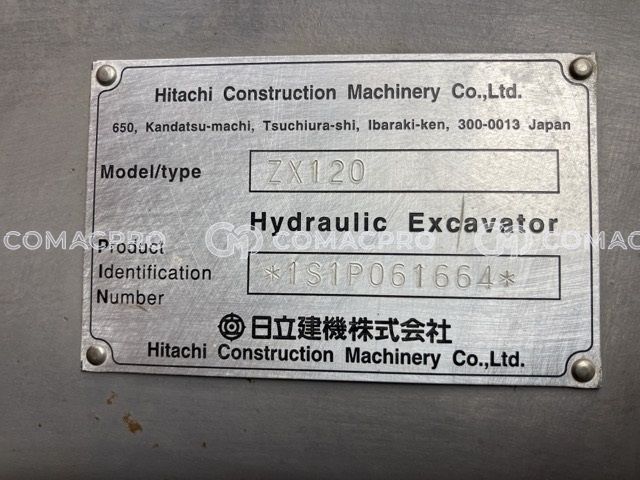 Hitachi Construction Machinery Co.,Ltd.
650, Kandatsu-machi, Tsuchiura-shi, Ibaraki-ken, 300-0013 Japan
Model/type ZX120
Hydraulic Excavator
COMACPRO COMACPRO COMACPRO
Product
Identification
Number
*1S1P061664*
日立建機株式会社
Hitachi Construction Machinery Co.,Ltd.